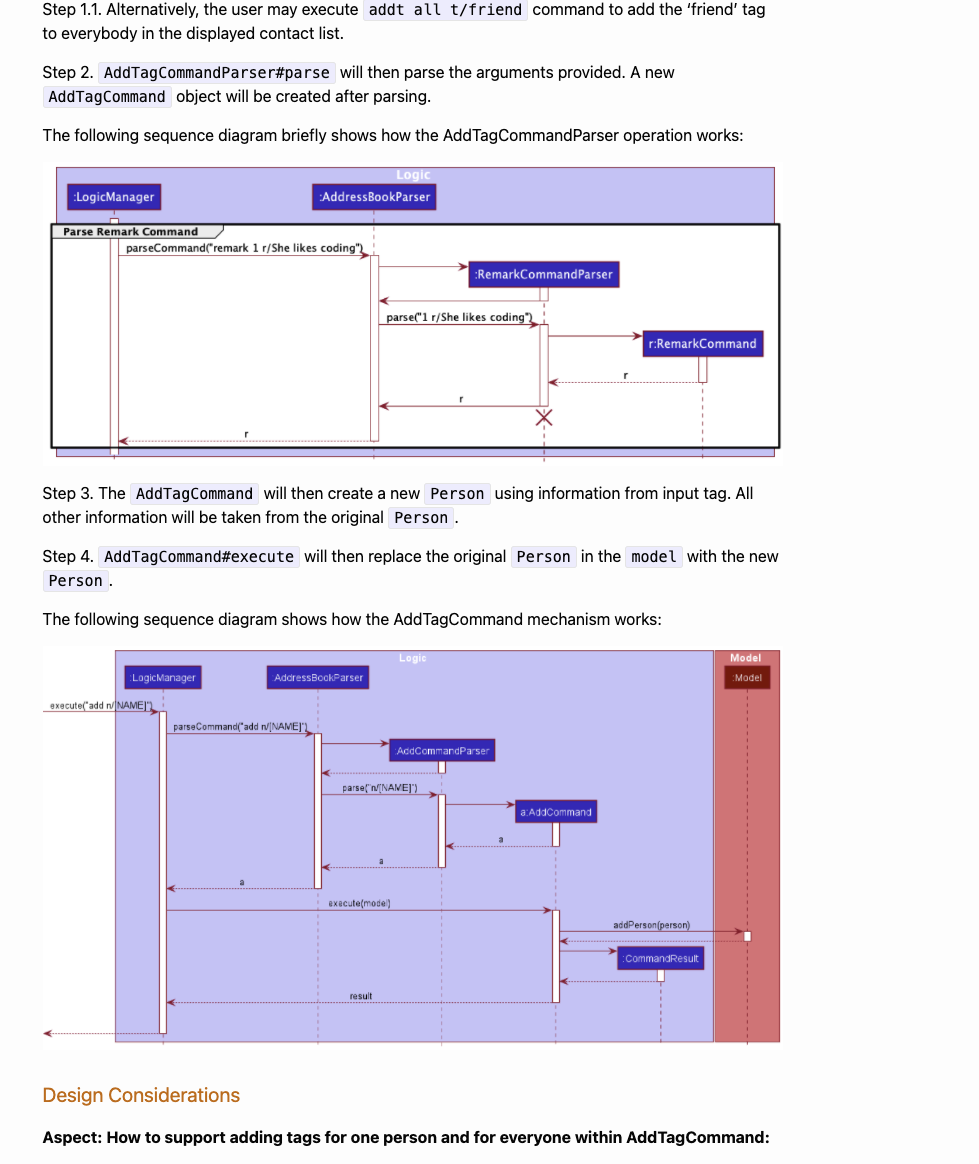 Step 1.1. Alternatively, the user may execute addt all t/friend command to add the ‘friend’ tag
to everybody in the displayed contact list.
Step 2. AddTagCommandParser#parse will then parse the arguments provided. A new
AddTagCommand object will be created after parsing.
The following sequence diagram briefly shows how the AddTagCommandParser operation works:
Logic
:LogicManager
:AddressBookParser
Parse Remark Command
parseCommand("remark 1 r/She likes coding")
:RemarkCommandParser
parse("1 r/She likes coding")
r:RemarkCommand
r
r
r
Step 3. The AddTagCommand will then create a new Person using information from input tag. All
other information will be taken from the original Person.
Step 4. AddTagCommand#execute will then replace the original Person in the model with the new
Person.
The following sequence diagram shows how the AddTagCommand mechanism works:
Logic
Model
:LogicManager
:AddressBookParser
:Model
execute("add n/[NAME]")
parseCommand("add n/[NAME]")
:AddCommandParser
parse("n/[NAME]")
a:AddCommand
a
a
a
execute(model)
addPerson(person)
:CommandResult
result
Design Considerations
Aspect: How to support adding tags for one person and for everyone within AddTagCommand: